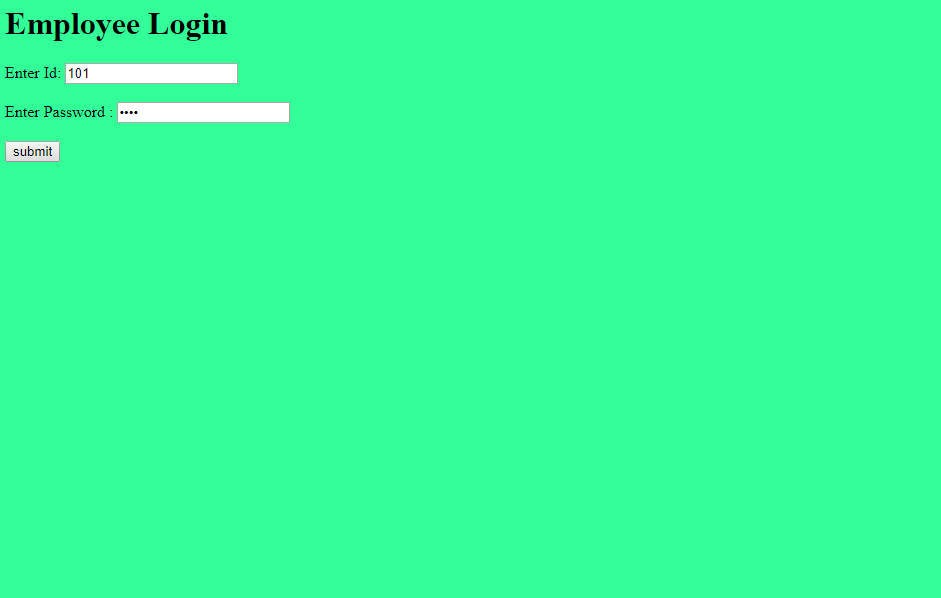 Employee Login
Enter Id: 101
Enter Password : ••••
submit